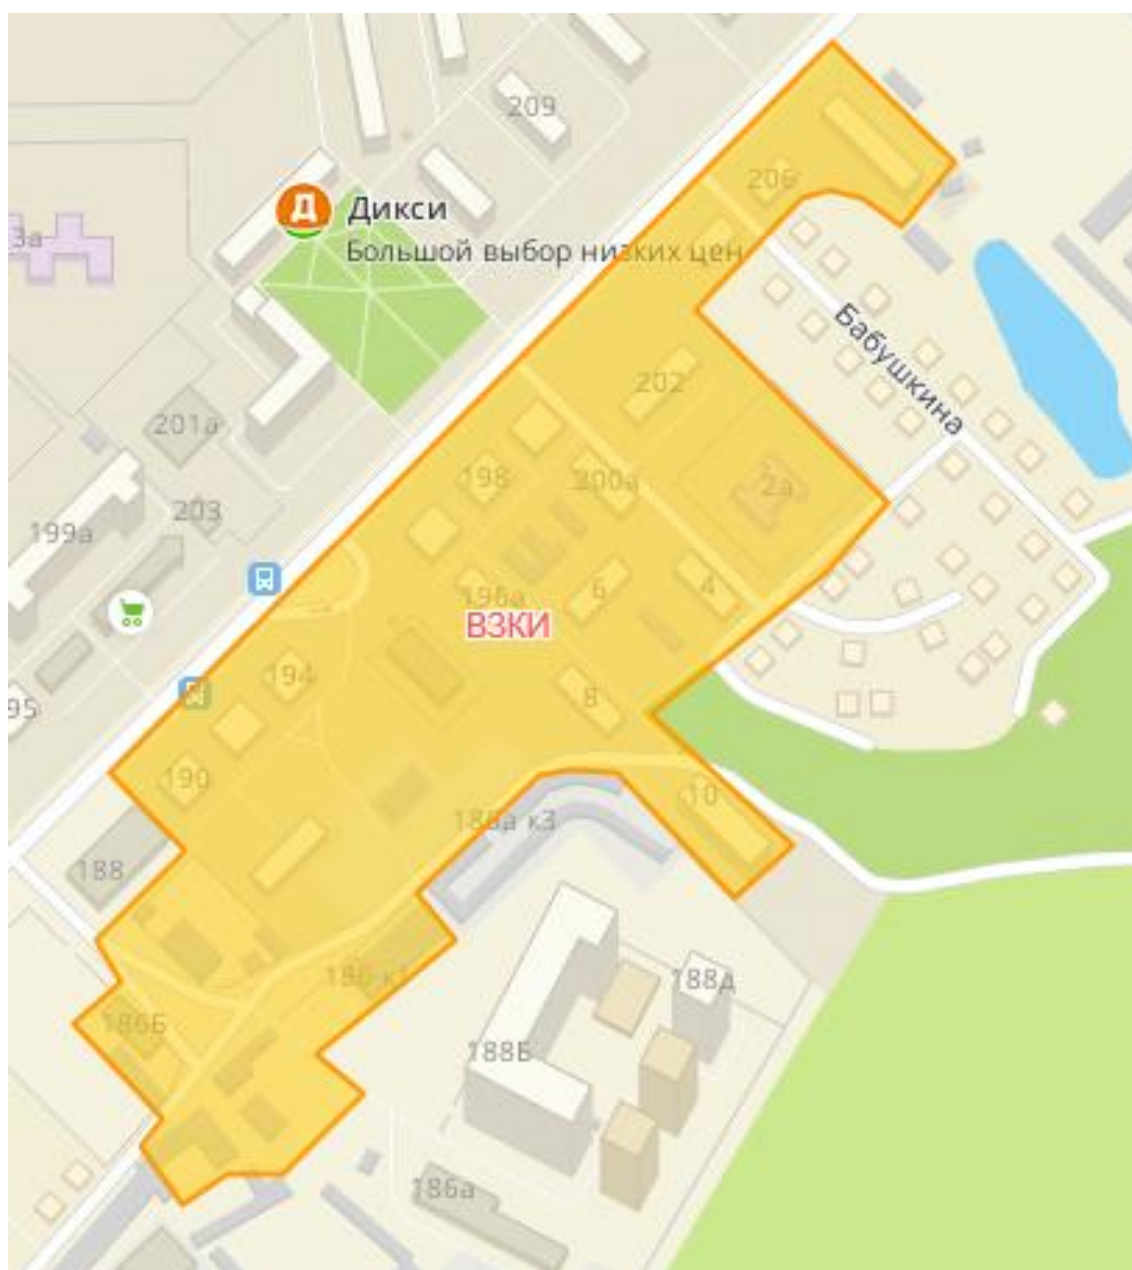 209
206
Д Дикси
Большой выбор низких цен
3а
Бабушкина
202
201а
198
200а
2а
203
199а
196а
6
4
ВЗКИ
194
8
95
190
10
188а к3
188
186 к1
188д
186Б
188Б
186а